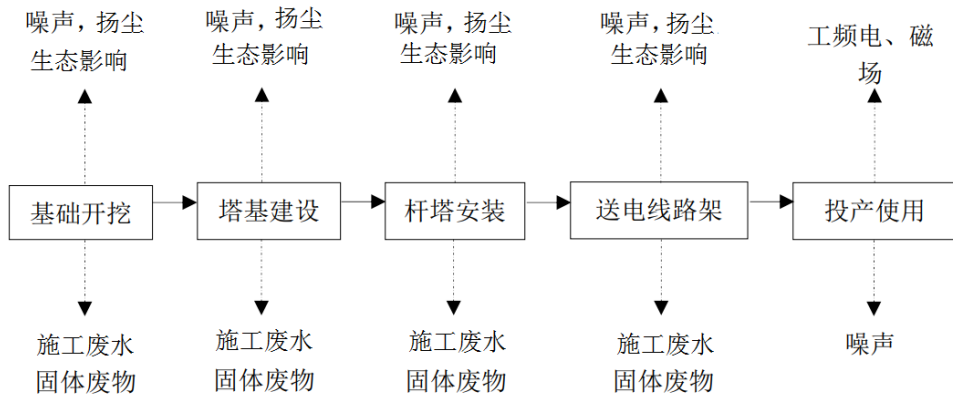 噪声，扬尘
生态影响
噪声，扬尘
生态影响
噪声，扬尘
生态影响
噪声，扬尘
生态影响
工频电、磁
场
基础开挖
塔基建设
杆塔安装
送电线路架
投产使用
施工废水
固体废物
施工废水
固体废物
施工废水
固体废物
施工废水
固体废物
噪声